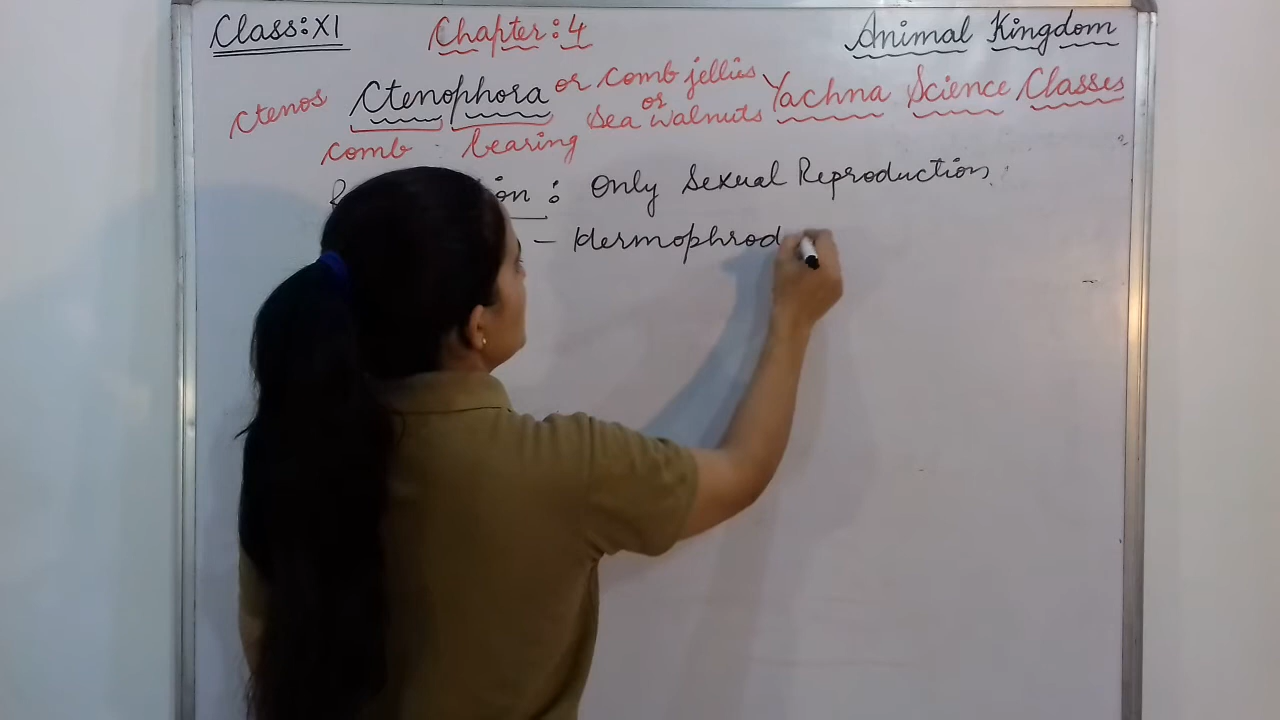 Class: XI Chapter: 4 Animal Kingdom
ctenos Ctenophora or Comb jellies Yachna Science Classes
or
Sea walnuts
comb bearing
on : Only Sexual Reproduction
— Hermophrod